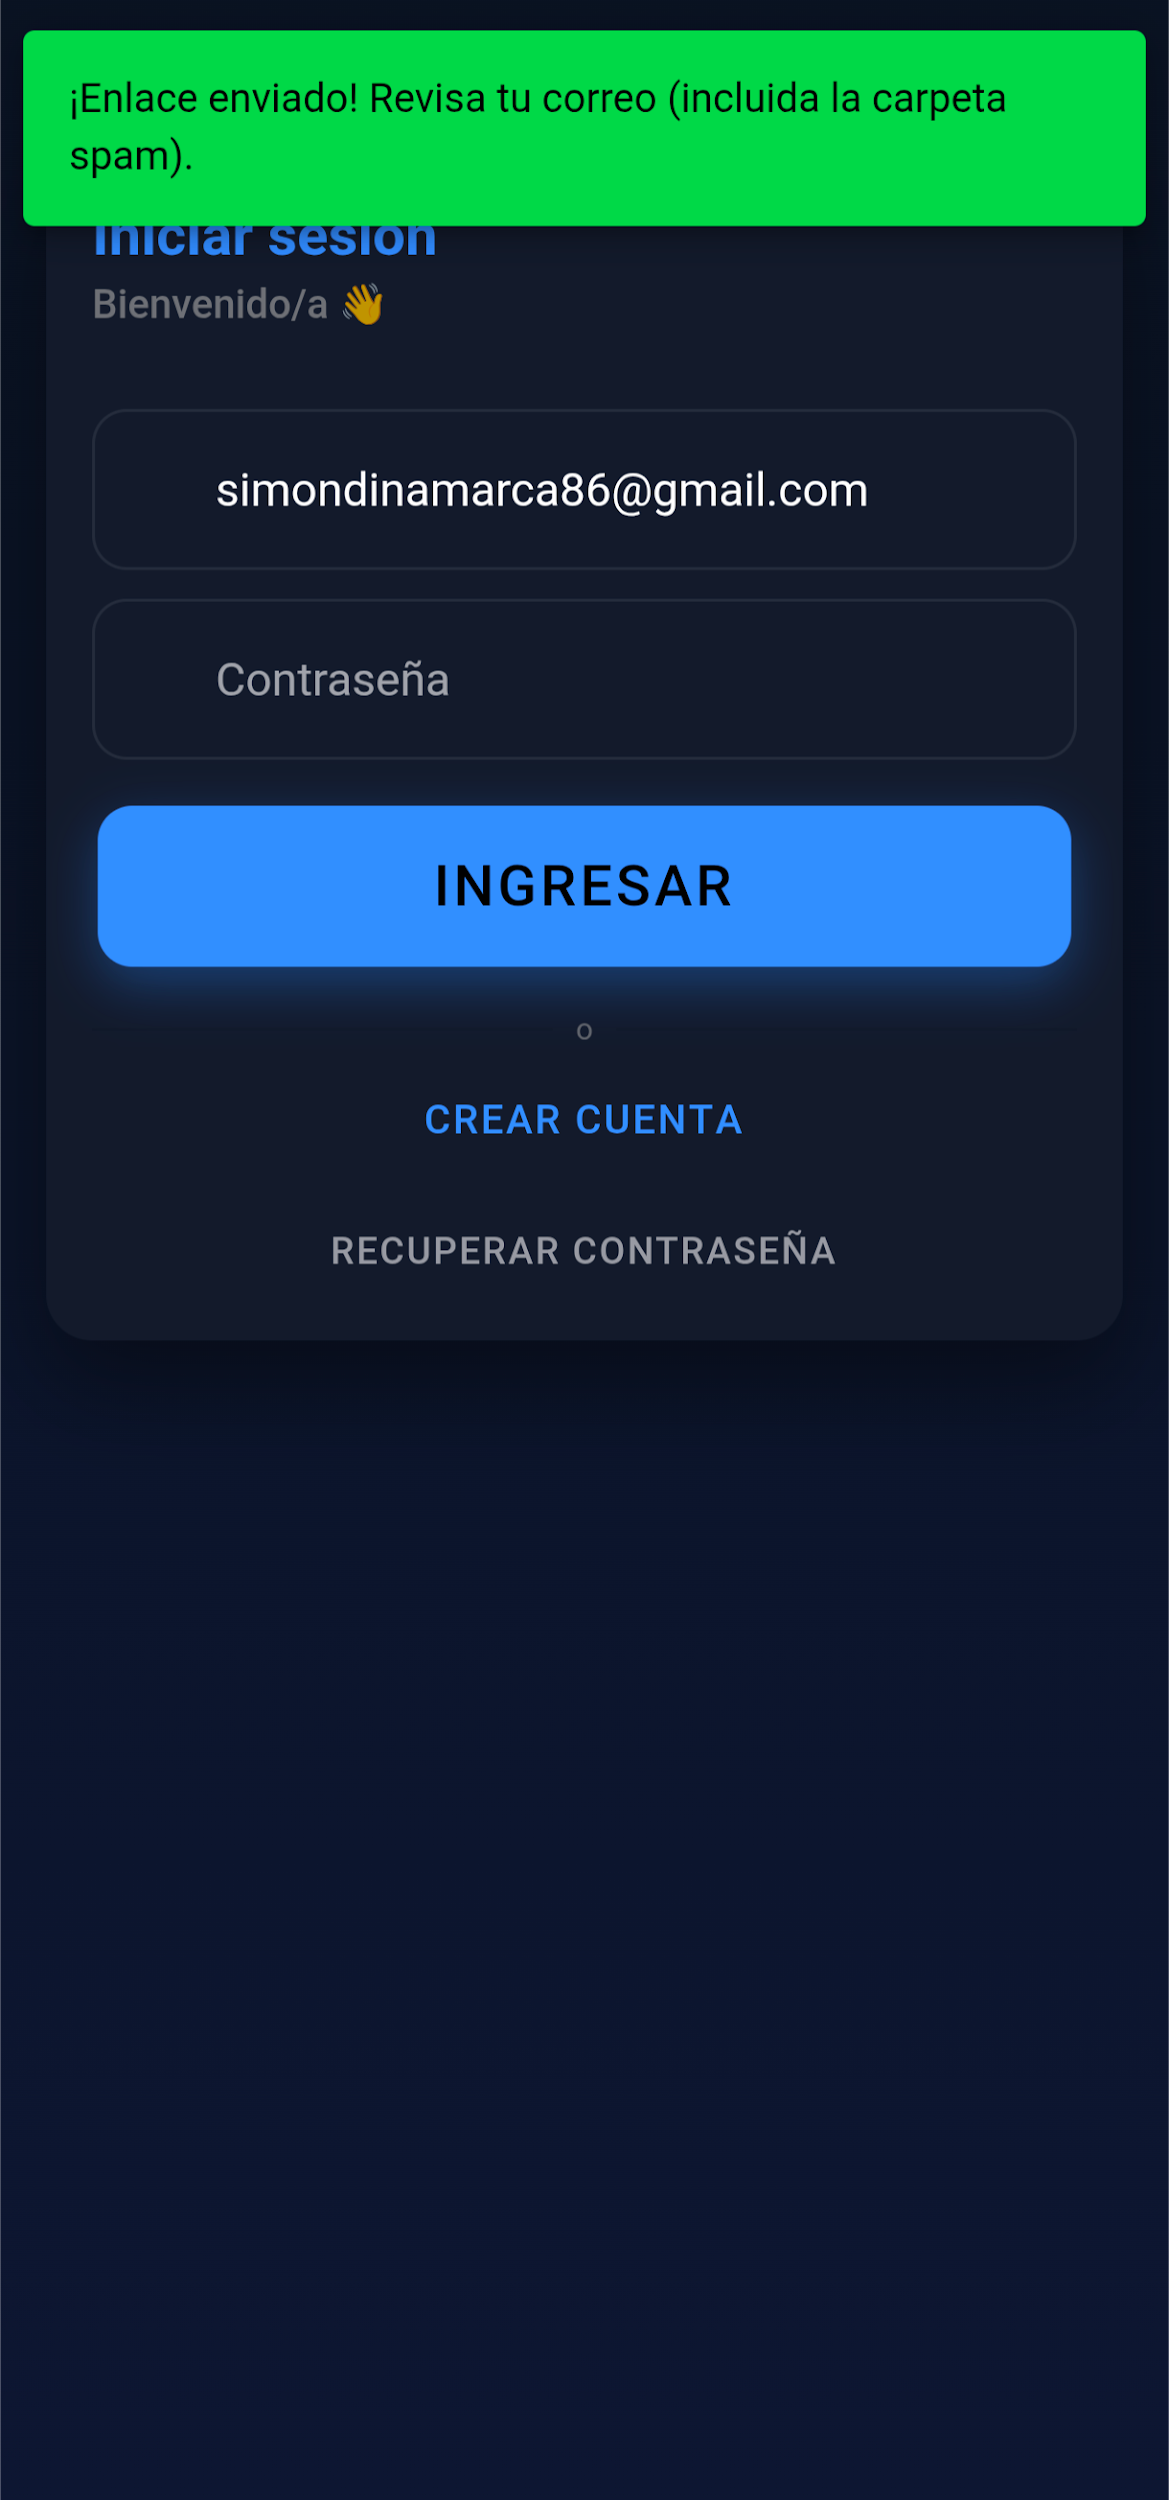 ¡Enlace enviado! Revisa tu correo (incluida la carpeta
spam).
Iniciar sesión
Bienvenido/a 👋
simondinamarca86@gmail.com
Contraseña
INGRESAR
o
CREAR CUENTA
RECUPERAR CONTRASEÑA